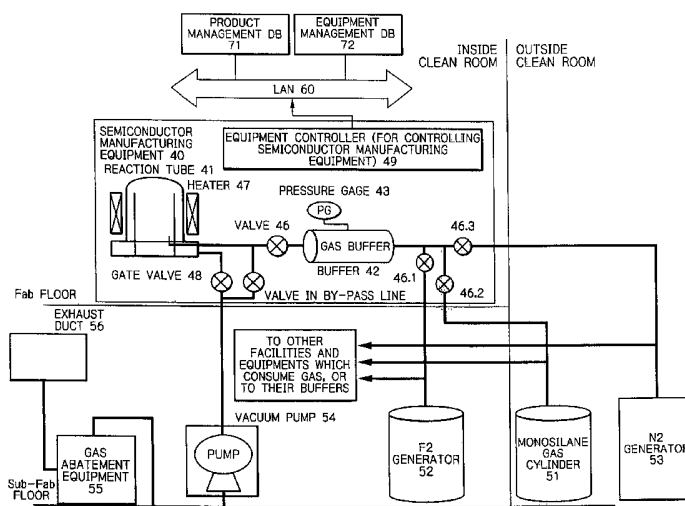 PRODUCT
MANAGEMENT DB
71
EQUIPMENT
MANAGEMENT DB
72
INSIDE
CLEAN ROOM
OUTSIDE
CLEAN ROOM
LAN 60
SEMICONDUCTOR
MANUFACTURING
EQUIPMENT 40
EQUIPMENT CONTROLLER (FOR CONTROLLING
SEMICONDUCTOR MANUFACTURING
EQUIPMENT) 49
REACTION TUBE 41
HEATER 47
PRESSURE GAGE 43
PG
VALVE 46
46.3
GAS BUFFER
BUFFER 42
46.1
46.2
GATE VALVE 48
VALVE IN BY-PASS LINE
Fab FLOOR
EXHAUST
DUCT 56
TO OTHER
FACILITIES AND
EQUIPMENTS WHICH
CONSUME GAS, OR
TO THEIR BUFFERS
VACUUM PUMP 54
PUMP
GAS
ABATEMENT
EQUIPMENT
55
F2
GENERATOR
52
MONOSILANE
GAS
CYLINDER
51
N2
GENERATOR
53
Sub-Fab
FLOOR